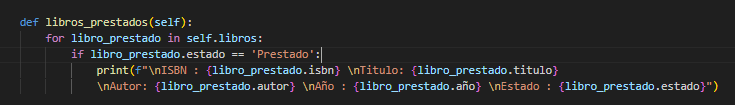 def libros_prestados(self):
for libro_prestado in self.libros:
if libro_prestado.estado == 'Prestado':
print(f"\nISBN : {libro_prestado.isbn} \nTitulo: {libro_prestado.titulo}
\nAutor: {libro_prestado.autor} \nAño : {libro_prestado.año} \nEstado : {libro_prestado.estado}")